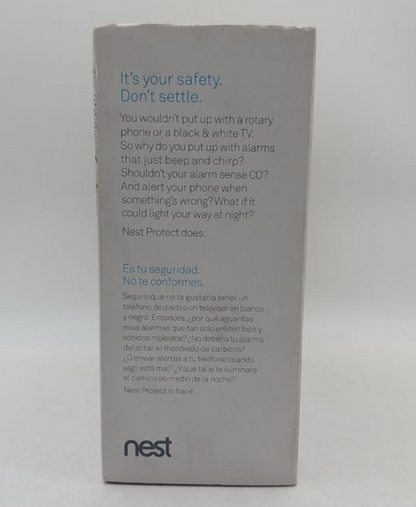 It's your safety.
Don't settle.
You wouldn't put up with a rotary
phone or a black & white TV.
So why do you put up with alarms
that just beep and chirp?
Shouldn't your alarm sense CO?
And alert your phone when
something's wrong? What if it
could light your way at night?
Nest Protect does.
Es tu seguridad.
No te conformes.
Seguro que no te gustaría tener un
teléfono de disco o un televisor en blanco
y negro. Entonces, ¿por qué aguantas
esas alarmas que tan solo emiten bips y
sonidos molestos? ¿No debería tu alarma
detectar el monóxido de carbono?
¿O enviar alertas a tu teléfono cuando
algo está mal? ¿Y qué tal si te iluminara
el camino en medio de la noche?
Nest Protect lo hace.
nest